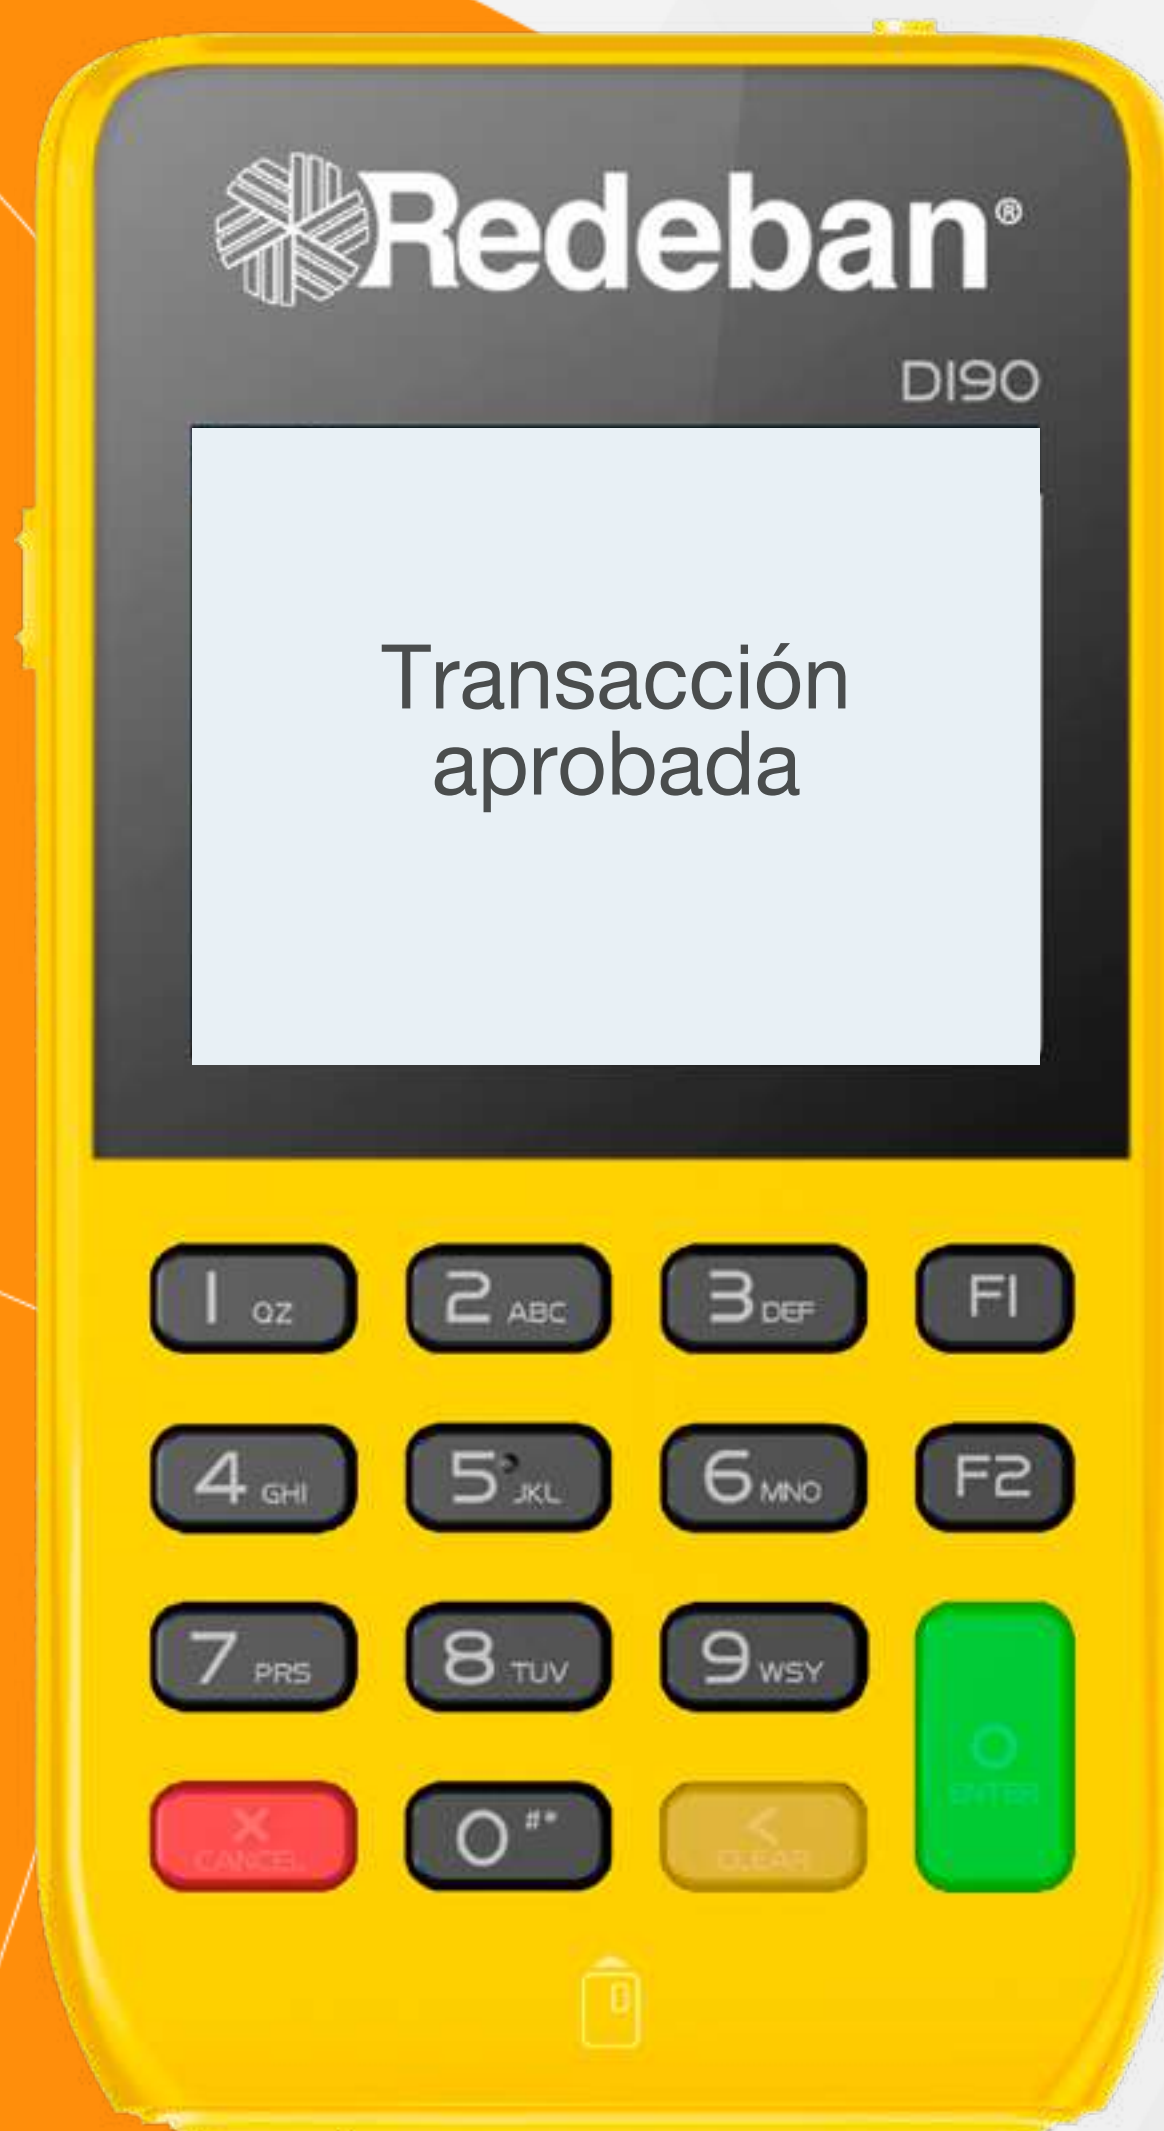 Redeban®
D190
Transacción
aprobada
1 QZ
2 ABC
3 DEF
F1
4 GHI
5 JKL
6 MNO
F2
7 PRS
8 TUV
9 WSY
X
CANCEL
0 #*
<
CLEAR
O
ENTER